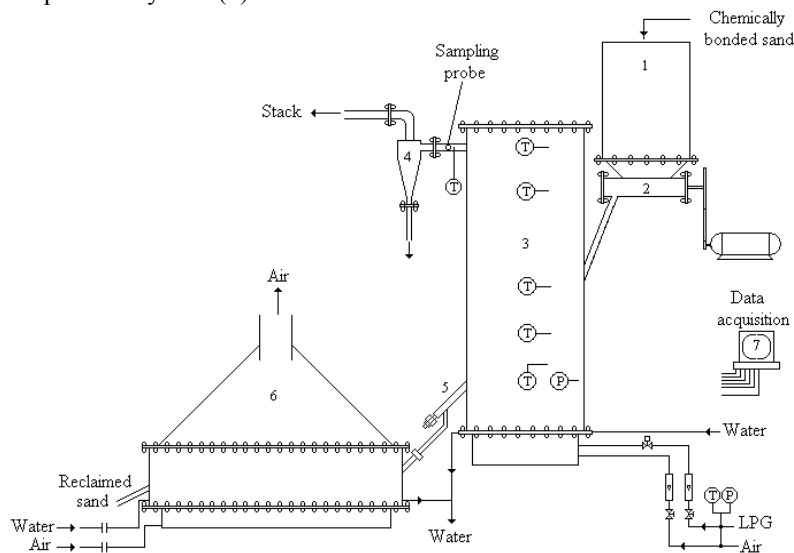 Chemically
bonded sand
1
Sampling
probe
Stack
4
T
T
2
T
T
3
Air
T
Data
acquisition
T
7
6
5
T
P
Water
Reclaimed
sand
T
P
Water
LPG
Air
Water
Air